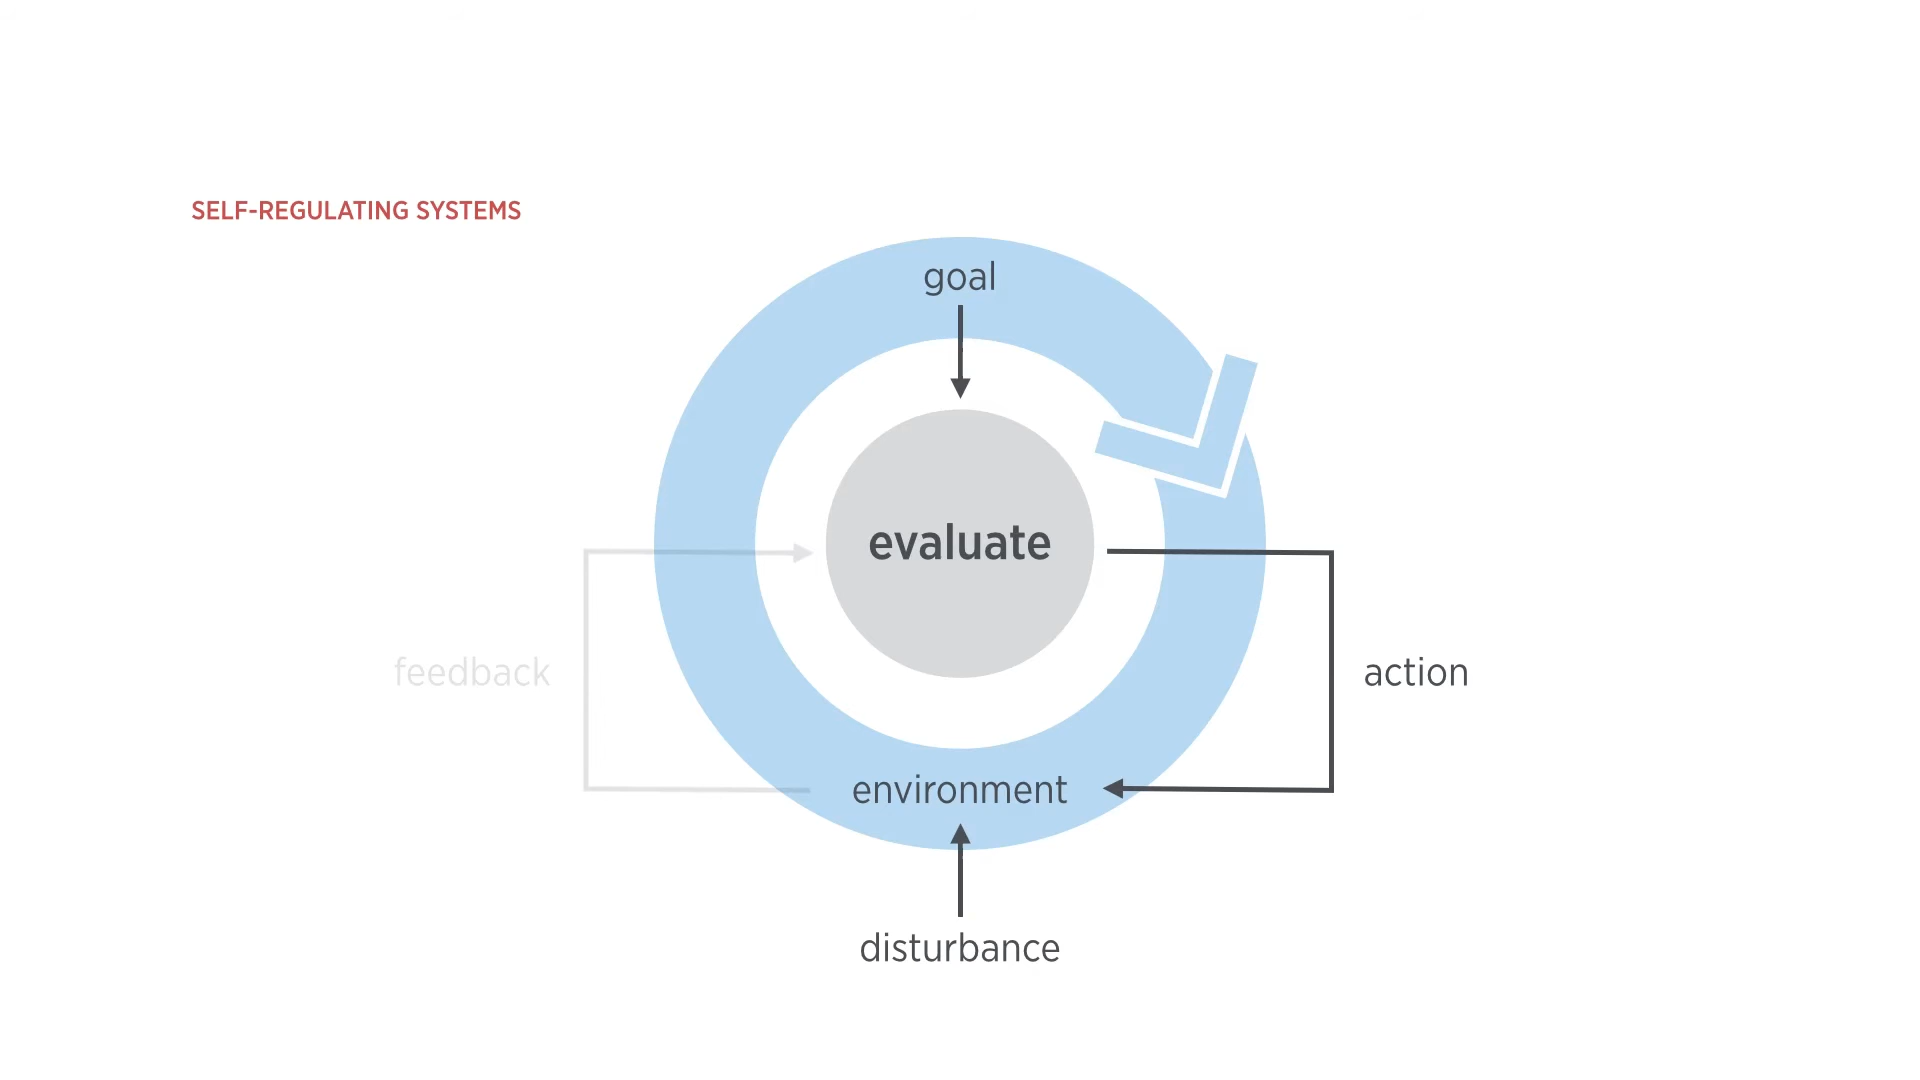 SELF-REGULATING SYSTEMS
goal
evaluate
feedback
action
environment
disturbance